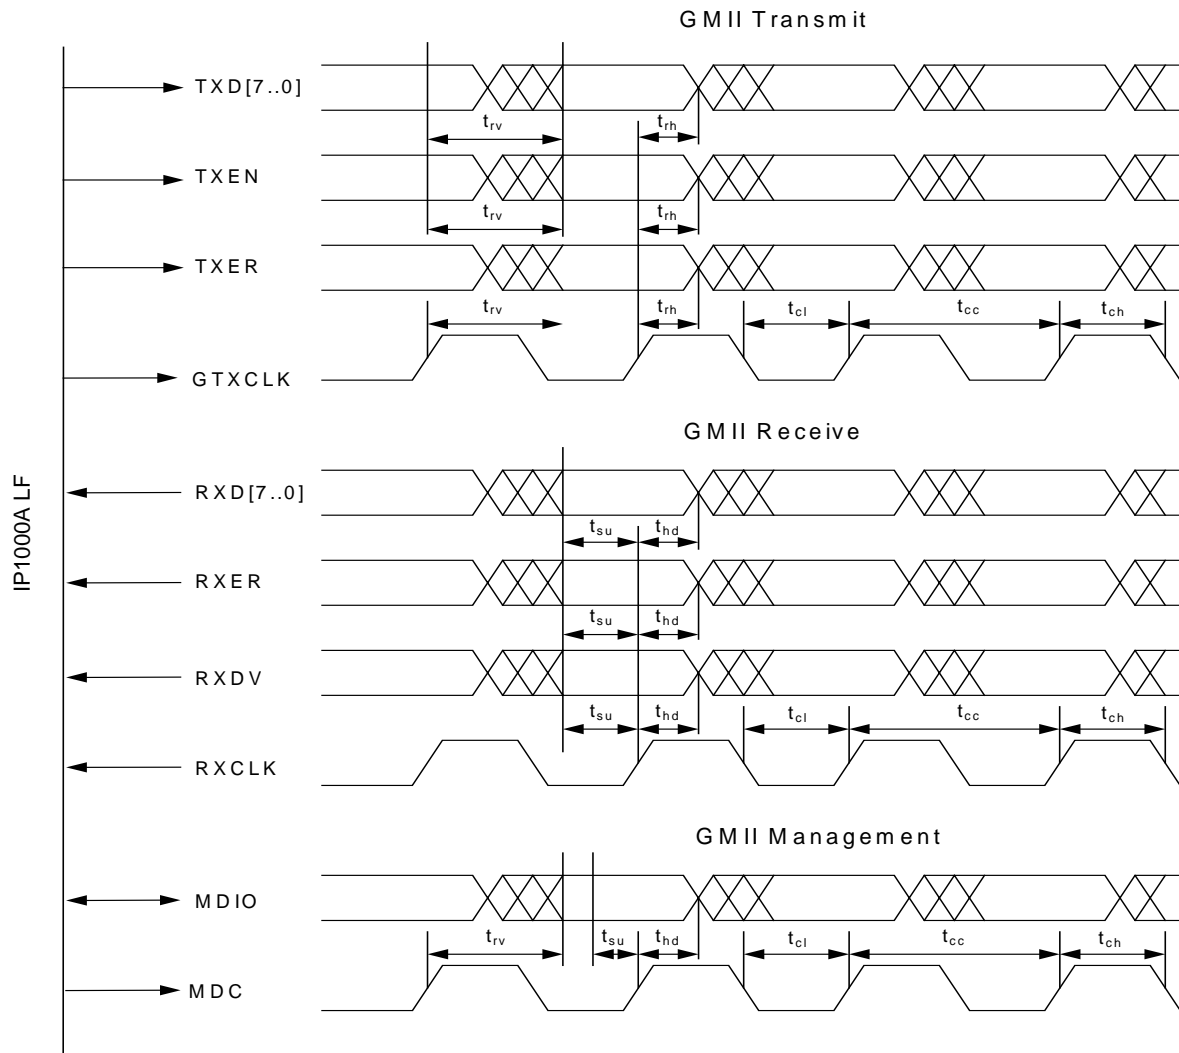 GMII Transmit
TXD[7..0]
trv trh
TXEN
trv trh
TXER
trv trh tcl tcc tch
GTXCLK
GMII Receive
RXD[7..0]
tsu thd
RXER
tsu thd
RXDV
tsu thd tcl tcc tch
RXCLK
GMII Management
MDIO
trv tsu thd tcl tcc tch
MDC
IP1000A LF